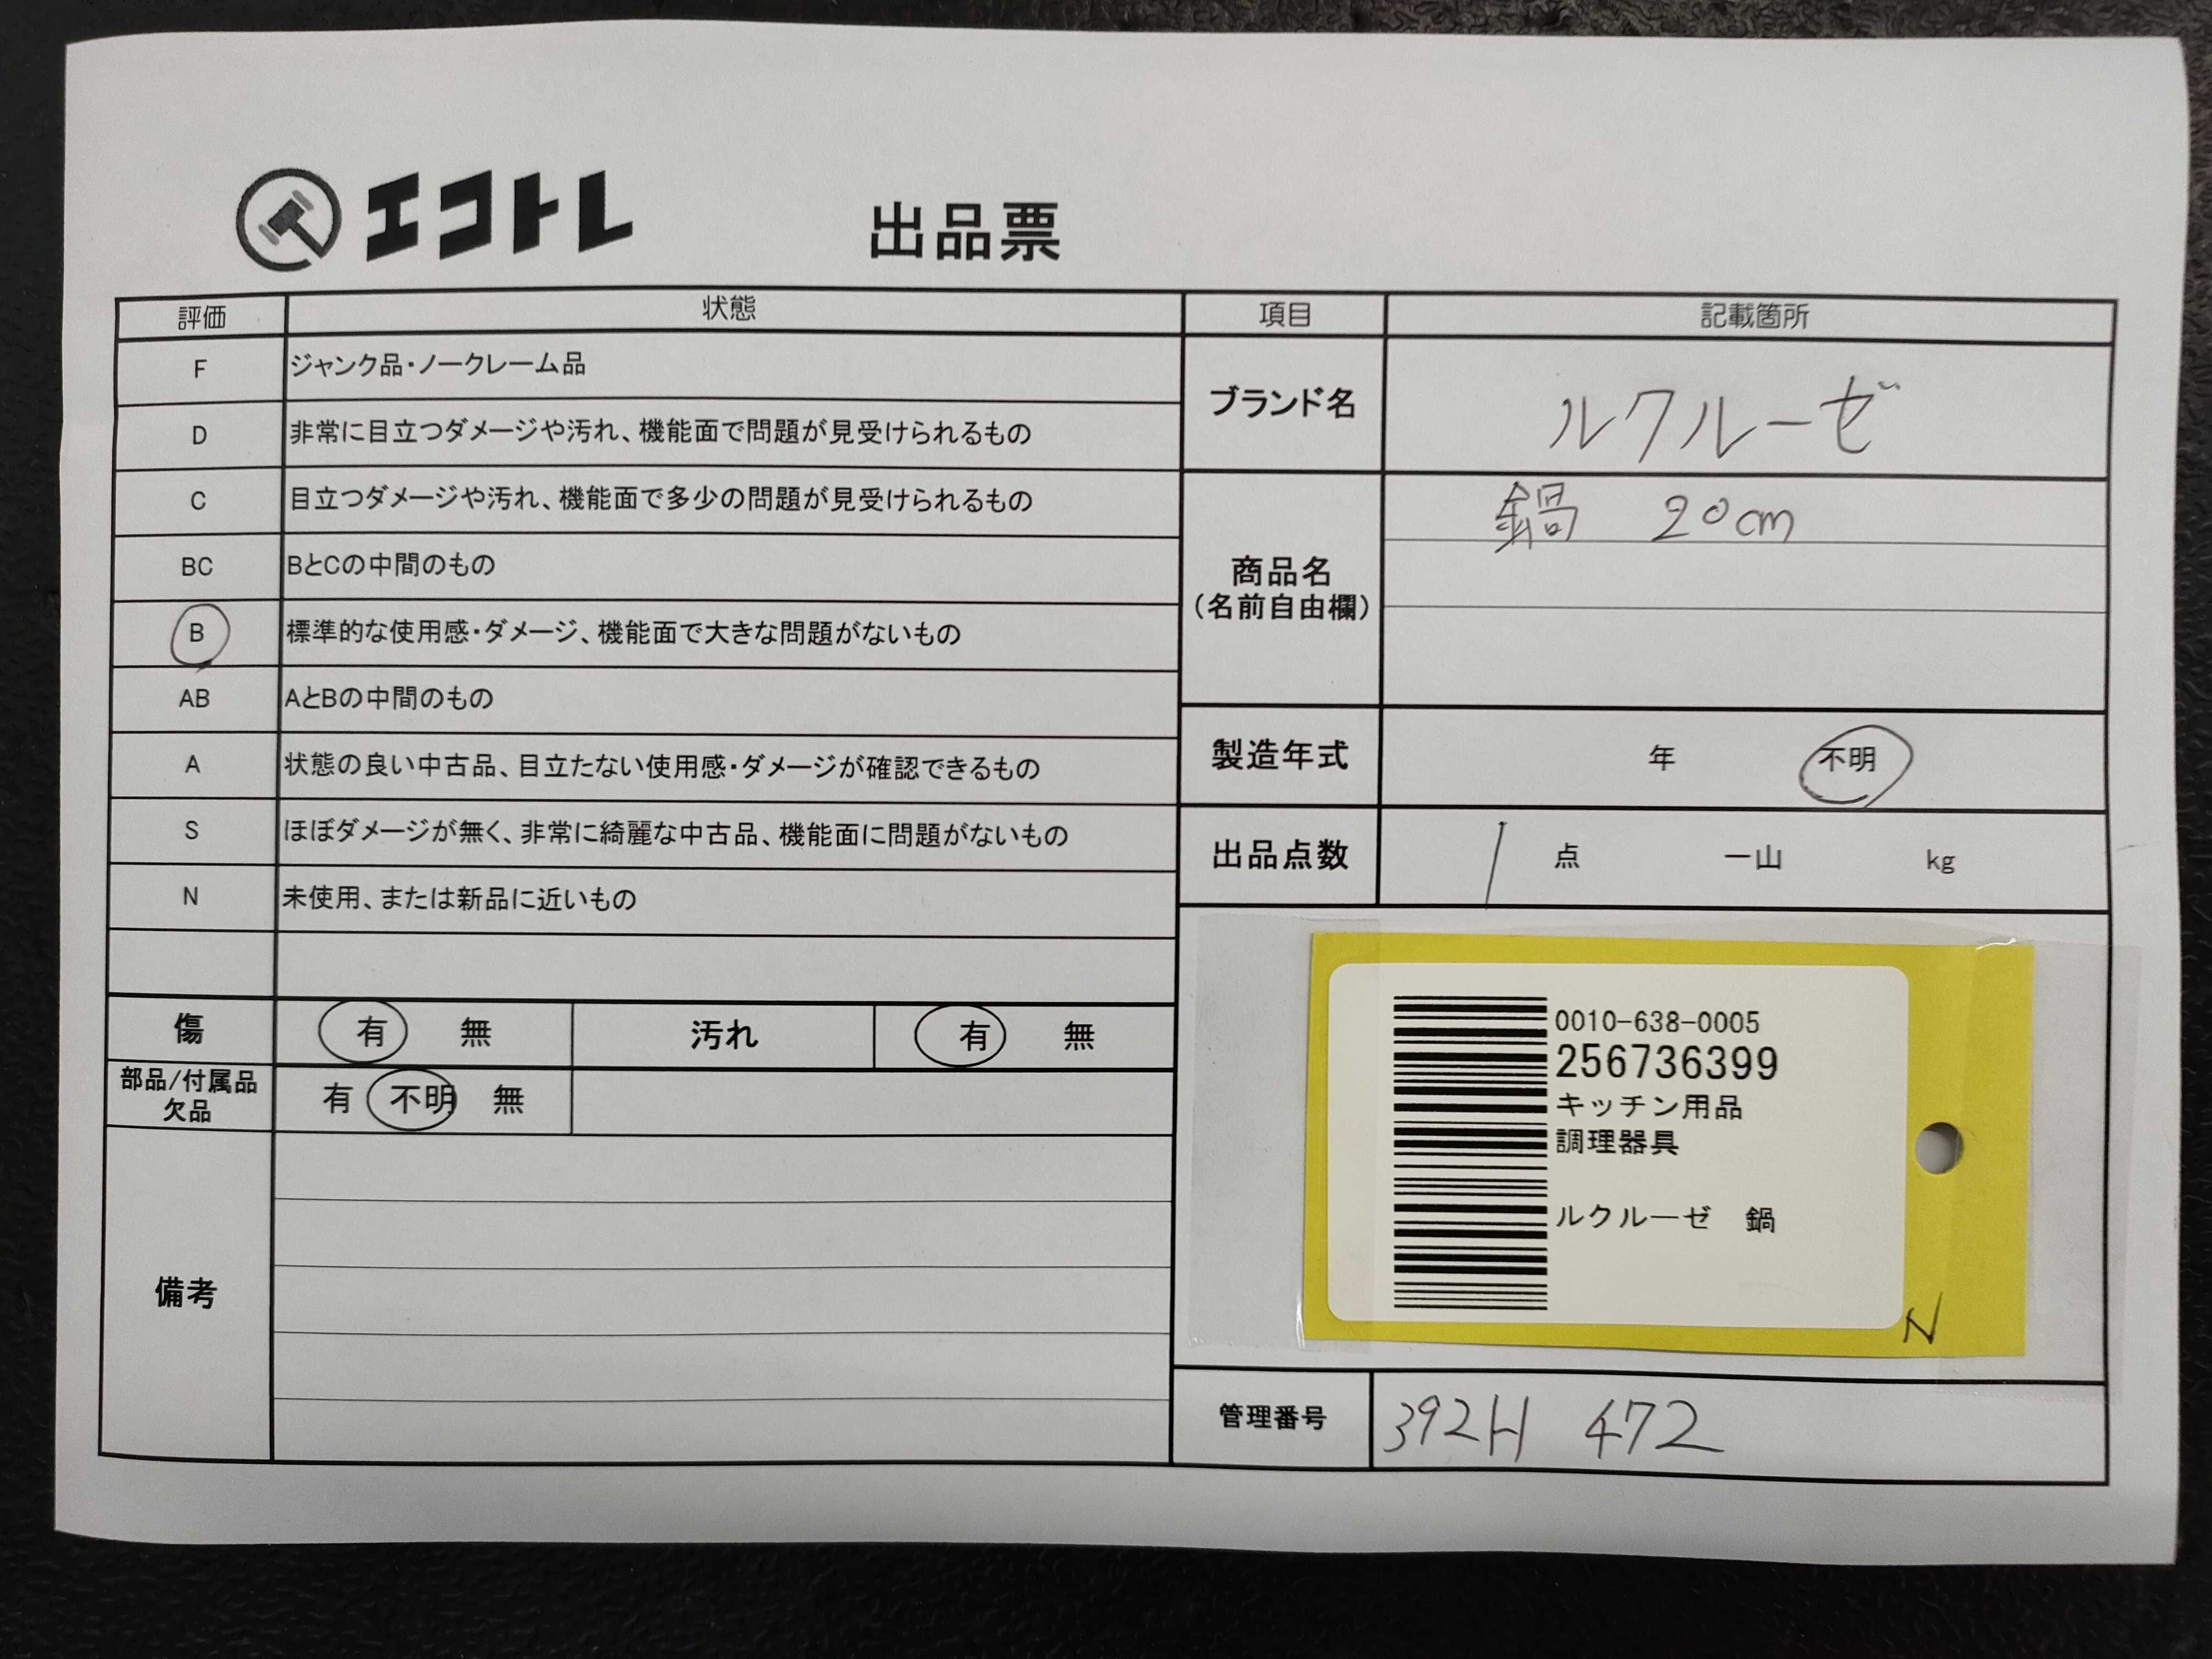 エコトレ
出品票
評価 状態
F ジャンク品・ノークレーム品
D 非常に目立つダメージや汚れ、機能面で問題が見受けられるもの
C 目立つダメージや汚れ、機能面で多少の問題が見受けられるもの
BC BとCの中間のもの
B 標準的な使用感・ダメージ、機能面で大きな問題がないもの
AB AとBの中間のもの
A 状態の良い中古品、目立たない使用感・ダメージが確認できるもの
S ほぼダメージが無く、非常に綺麗な中古品、機能面に問題がないもの
N 未使用、または新品に近いもの
傷 有 無 汚れ 有 無
部品/付属品
欠品
有 不明 無
備考
項目 記載箇所
ブランド名 ルクルーゼ
商品名
(名前自由欄)
鍋 20cm
製造年式 年 不明
出品点数 1 点 一山 kg
0010-638-0005
256736399
キッチン用品
調理器具
ルクルーゼ 鍋
N
管理番号 392H 472